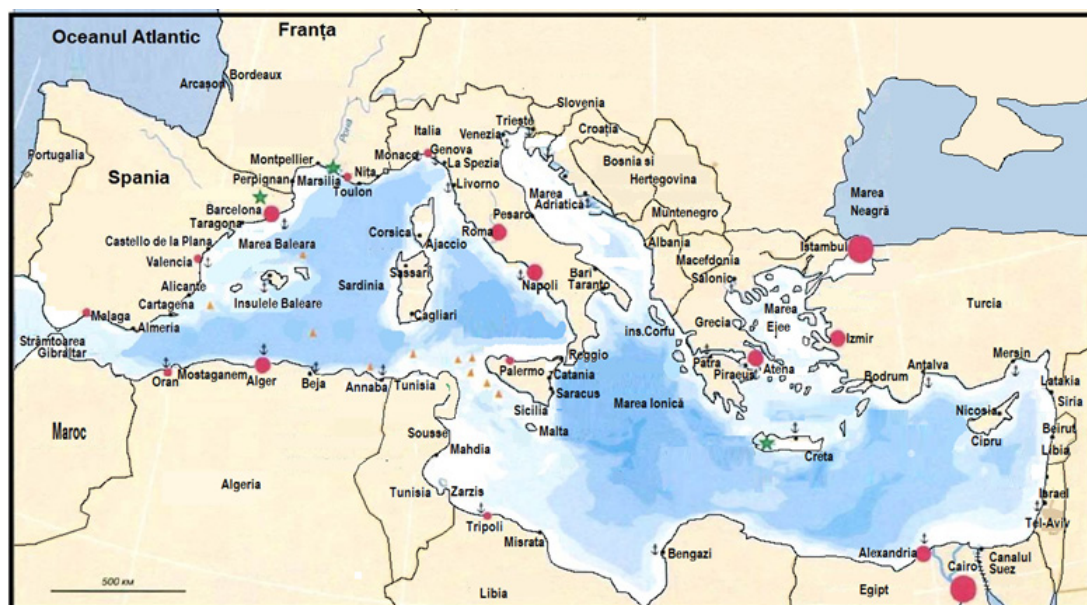 Oceanul Atlantic
Franța
Bordeaux
Arcașon
Rona
Slovenia
Trieste
Croația
Italia
Venezia
Genova
Monaco
La Spezia
Montpellier
Portugalia
Perpignan
Marsilia
Nița
Toulon
Livorno
Bosnia si
Hertegovina
Spania
Marea
Adriatică
Marea
Neagră
Muntenegro
Barcelona
Taragona
Pesaro
Corsica
Ajaccio
Roma
Castello de la Plana
Marea Baleara
Albania
Istambul
Macefdonia
Valencia
Sassari
Salonic
Bari
Taranto
Napoli
Alicante
Insulele Baleare
Sardinia
Marea
Ejee
Turcia
Cartagena
Malaga
Cagliari
Grecia
ins.Corfu
Almeria
Strâmtoarea
Gibraltar
Izmir
Reggio
Patra
Piraeus
Atena
Mersin
Antalya
Oran
Mostaganem
Alger
Beja
Annaba
Tunisia
Palermo
Catania
Saracus
Bodrum
Latakia
Siria
Marea Ionică
Nicosia
Cipru
Sicilia
Malta
Maroc
Sousse
Beirut
Libia
Mahdia
Creta
Algeria
Tunisia
Zarzis
Israel
Tel-Aviv
Tripoli
Misrata
Bengazi
Alexandria
Cairo
Canalul
Suez
500 км
Libia
Egipt